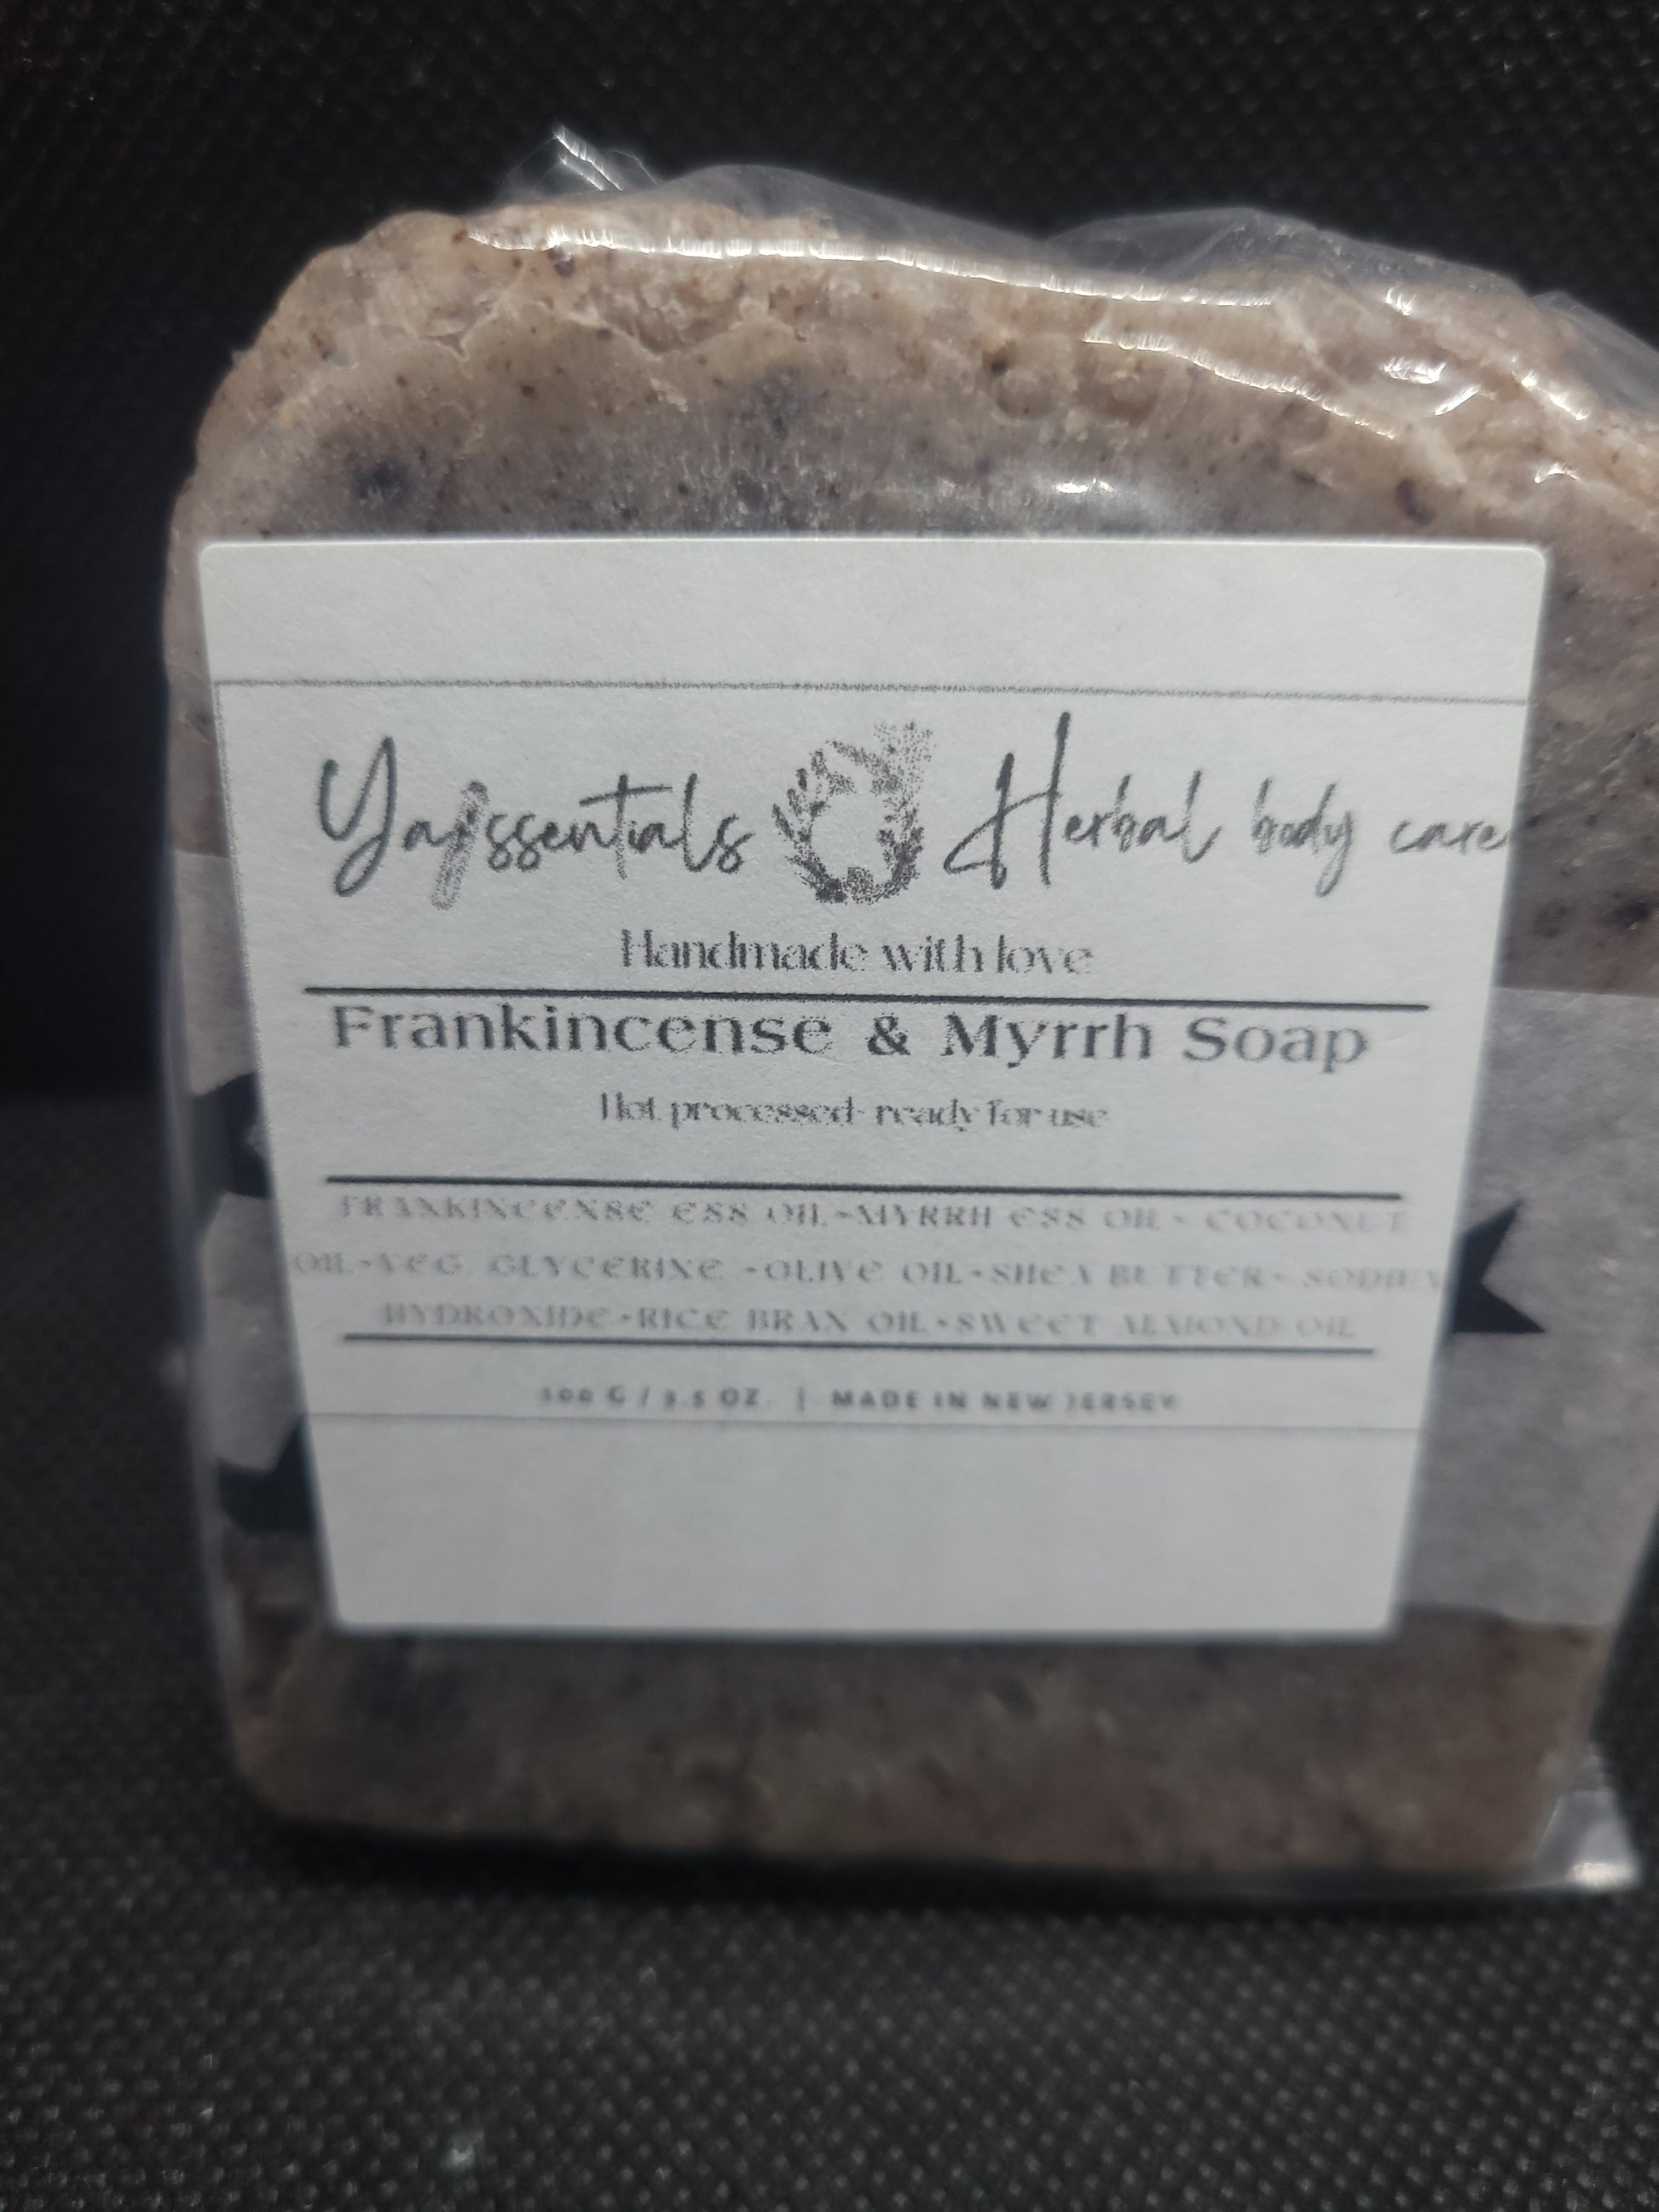 Yajssentials Herbal body care
Handmade with love
Frankincense & Myrrh Soap
Hot processed- ready for use
FRANKINCENSE ESS OIL -MYRRH ESS OIL - COCONUT
OIL-VEG. GLYCERINE -OLIVE OIL-SHEA BUTTER- SODIUM
HYDROXIDE-RICE BRAN OIL-SWEET ALMOND OIL
100 G / 3.5 OZ. | MADE IN NEW JERSEY